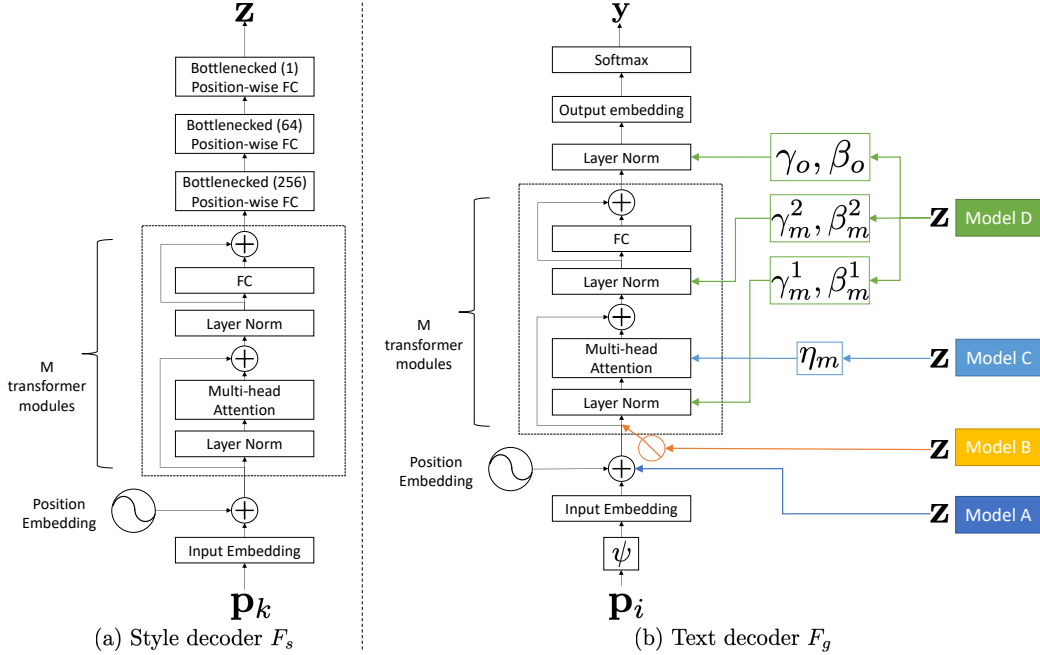 z
Bottlenecked (1)
Position-wise FC
Bottlenecked (64)
Position-wise FC
Bottlenecked (256)
Position-wise FC
FC
Layer Norm
Multi-head
Attention
Layer Norm
M
transformer
modules
Position
Embedding
Input Embedding
p_k
(a) Style decoder F_s
y
Softmax
Output embedding
Layer Norm
FC
Layer Norm
Multi-head
Attention
Layer Norm
M
transformer
modules
Position
Embedding
Input Embedding
ψ
p_i
γ_o, β_o
γ_m^2, β_m^2
γ_m^1, β_m^1
z Model D
η_m
z Model C
z Model B
z Model A
(b) Text decoder F_g